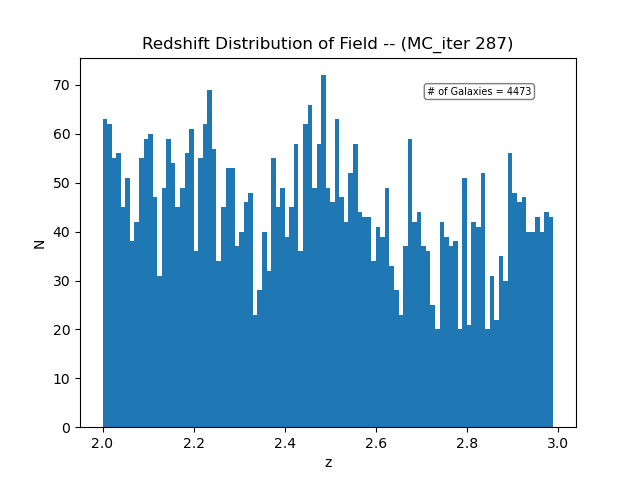 Redshift Distribution of Field -- (MC_iter 287)
# of Galaxies = 4473
70
60
50
40
30
20
10
0
N
2.0 2.2 2.4 2.6 2.8 3.0
z